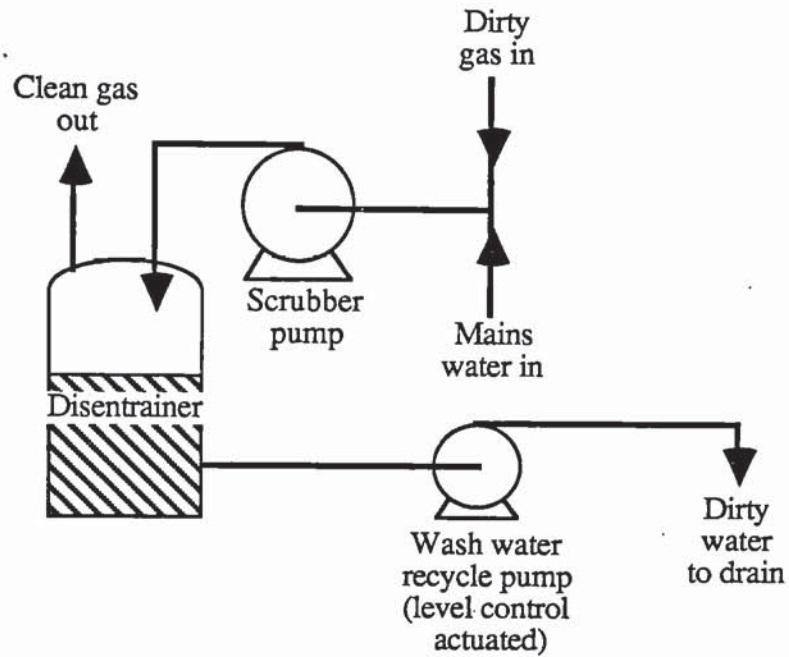 Dirty
gas in
Clean gas
out
Scrubber
pump
Mains
water in
Disentrainer
Wash water
recycle pump
(level control
actuated)
Dirty
water
to drain